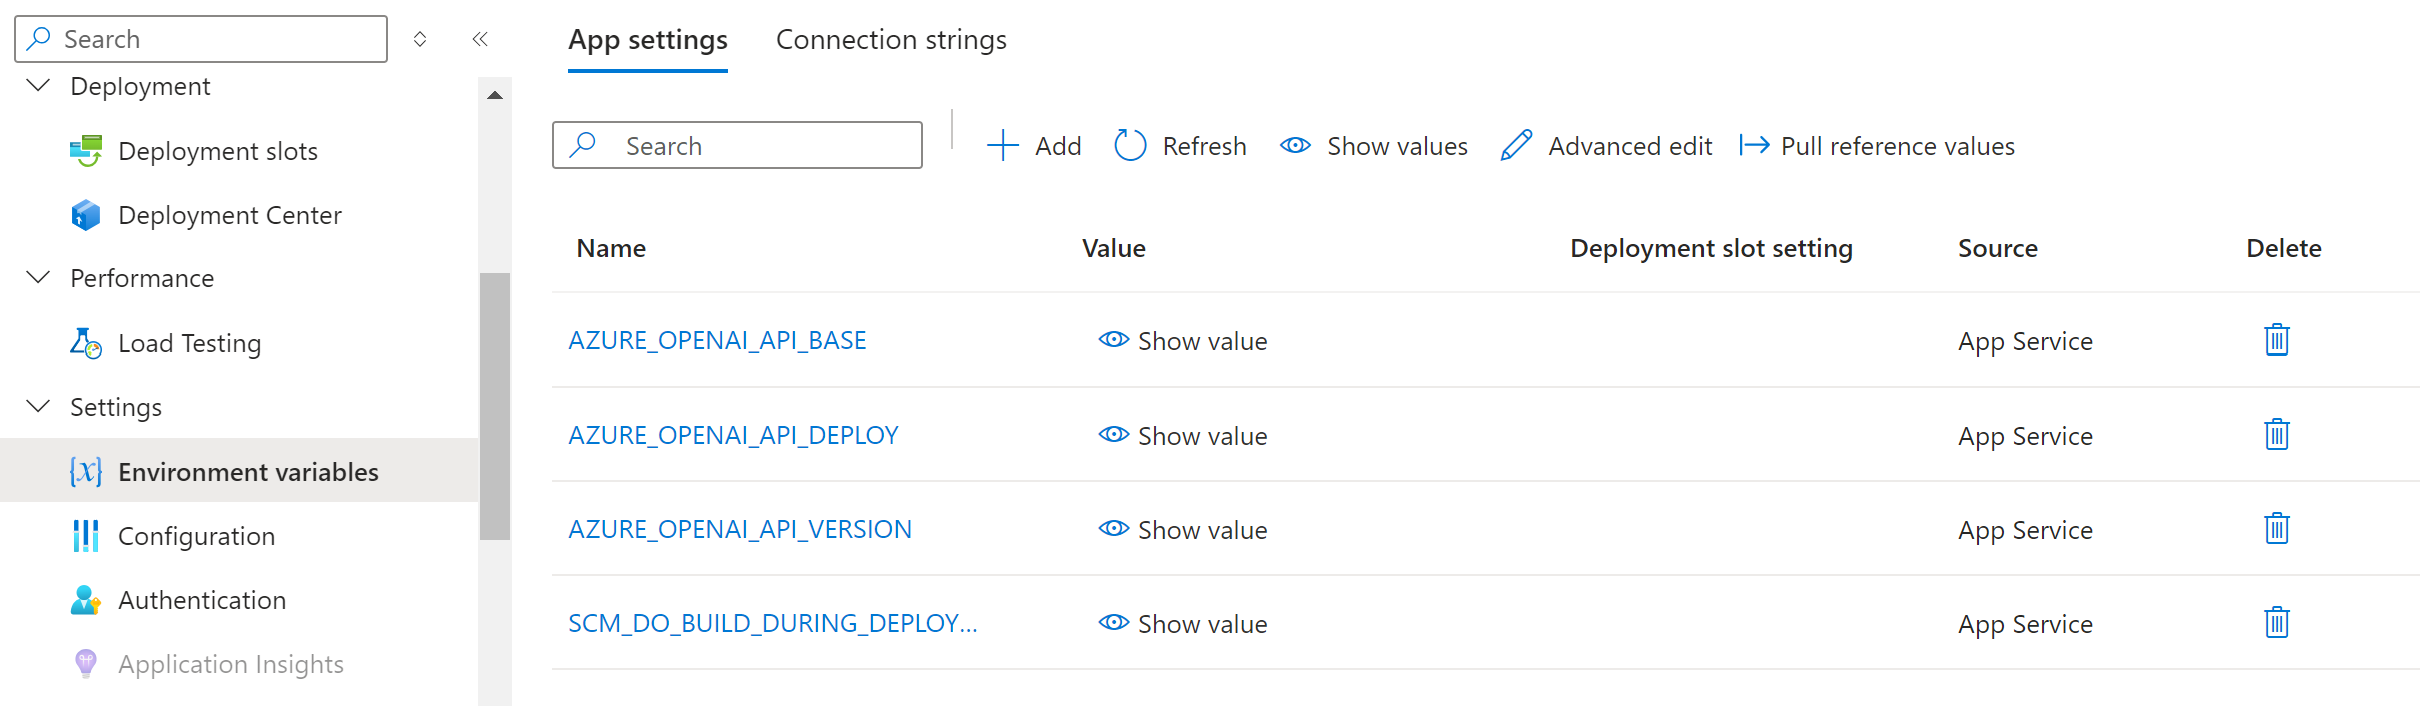 Search
Deployment
Deployment slots
Deployment Center
Performance
Load Testing
Settings
Environment variables
Configuration
Authentication
Application Insights
App settings Connection strings
Search Add Refresh Show values Advanced edit Pull reference values
Name Value Deployment slot setting Source Delete
AZURE_OPENAI_API_BASE Show value App Service
AZURE_OPENAI_API_DEPLOY Show value App Service
AZURE_OPENAI_API_VERSION Show value App Service
SCM_DO_BUILD_DURING_DEPLOY... Show value App Service